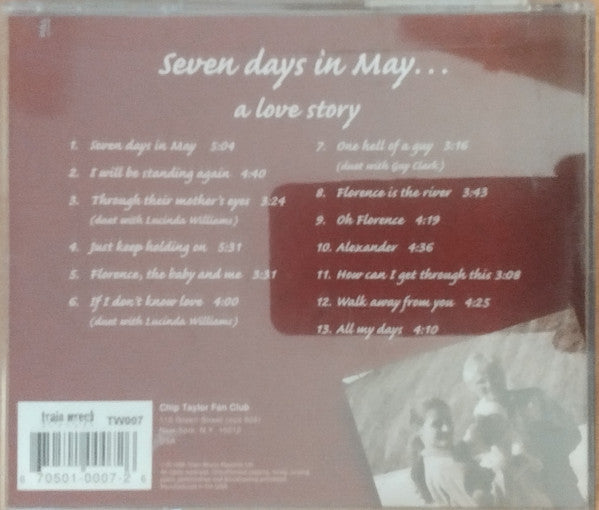 Seven days in May...
a love story
1. Seven days in May 5:04
2. I will be standing again 4:40
3. Through their mother's eyes 3:24
(duet with Lucinda Williams)
4. Just keep holding on 5:31
5. Florence, the baby and me 3:31
6. If I don't know love 4:00
(duet with Lucinda Williams)
7. One hell of a guy 3:16
(duet with Guy Clark)
8. Florence is the river 3:43
9. Oh Florence 4:19
10. Alexander 4:36
11. How can I get through this 3:08
12. Walk away from you 4:25
13. All my days 4:10
train wreck TW007
6 70501 0007-2 6
Chip Taylor Fan Club
New York, N.Y. 10012
USA